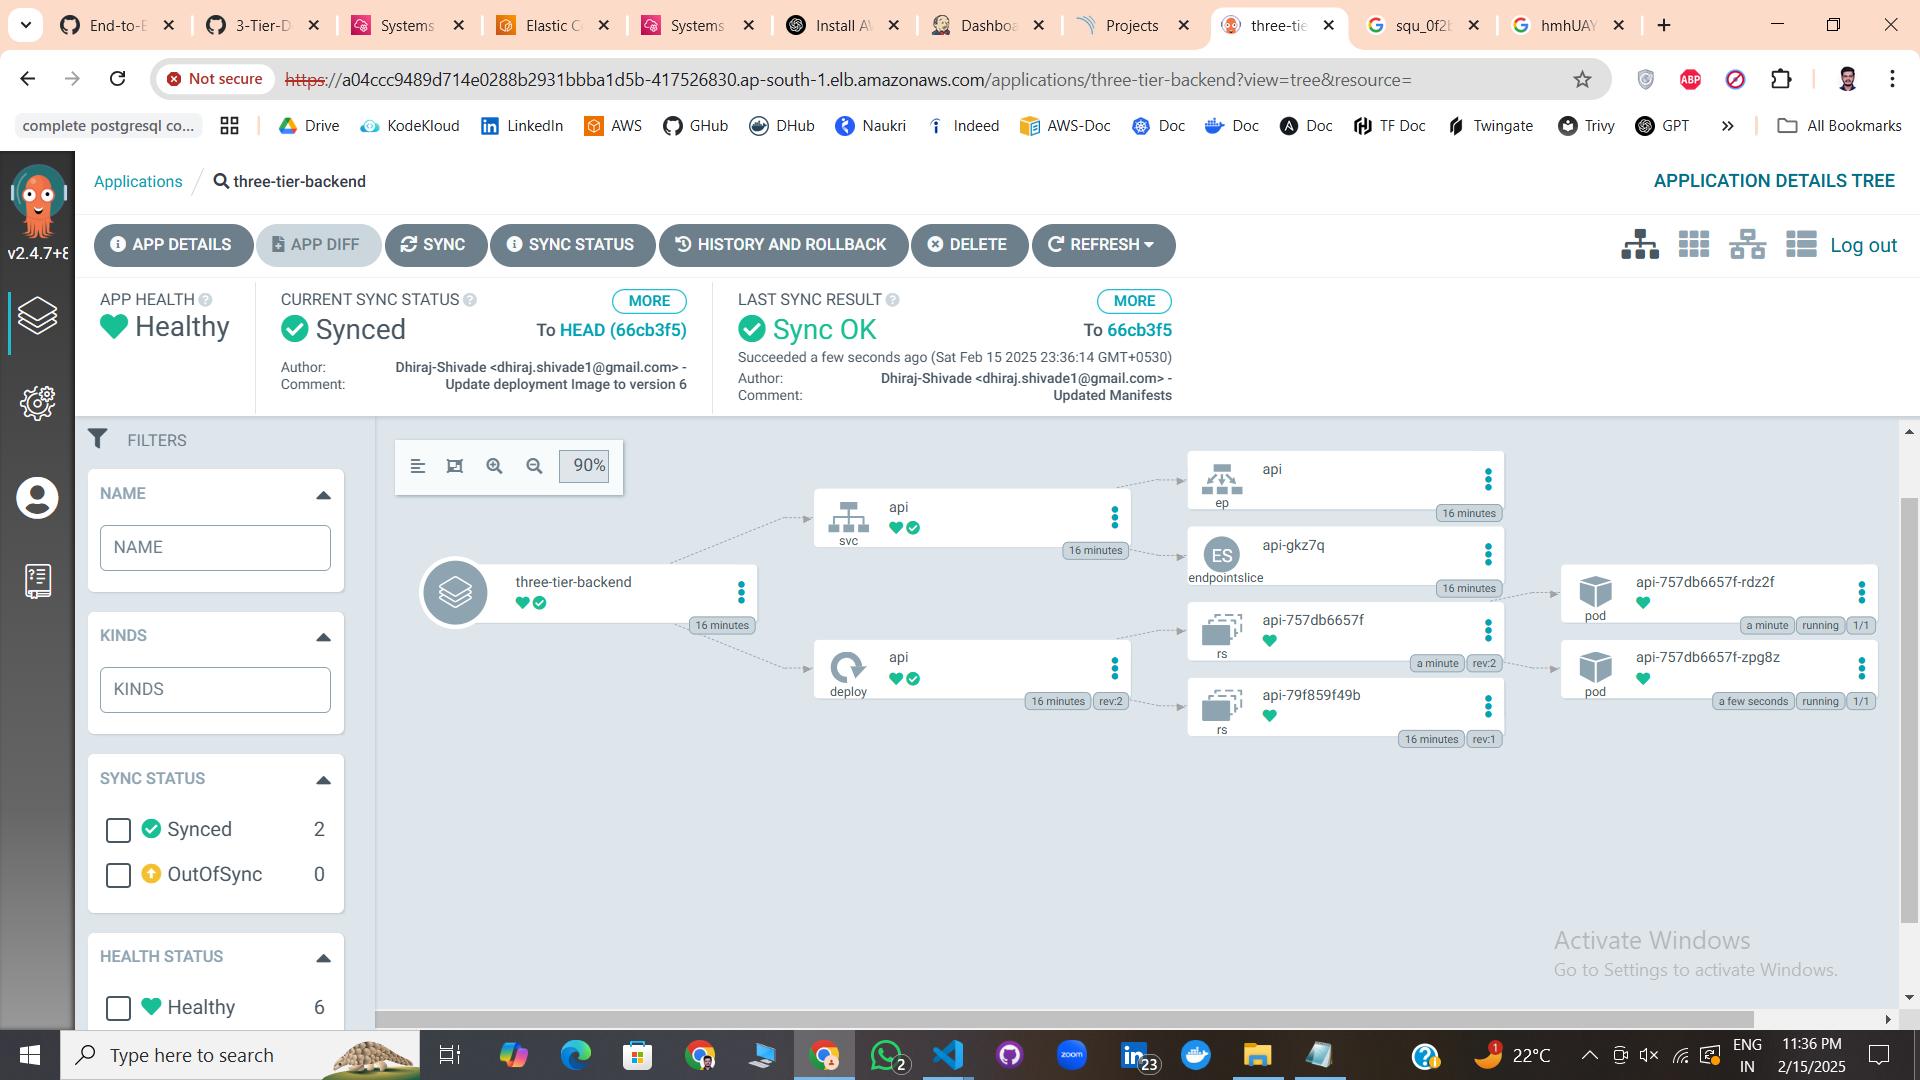 End-to-E
3-Tier-D
Systems
Elastic C
Systems
Install A
Dashboa
Projects
three-tie
squ_0f2b
hmhUAY
Not secure
https://a04ccc9489d714e0288b2931bbba1d5b-417526830.ap-south-1.elb.amazonaws.com/applications/three-tier-backend?view=tree&resource=
ABP
complete postgresql co...
Drive
KodeKloud
LinkedIn
AWS
GHub
DHub
Naukri
Indeed
AWS-Doc
Doc
Doc
Doc
TF Doc
Twingate
Trivy
GPT
All Bookmarks
v2.4.7+8
Applications
three-tier-backend
APPLICATION DETAILS TREE
APP DETAILS
APP DIFF
SYNC
SYNC STATUS
HISTORY AND ROLLBACK
DELETE
REFRESH
Log out
APP HEALTH
Healthy
CURRENT SYNC STATUS
MORE
Synced
To HEAD (66cb3f5)
Author: Dhiraj-Shivade <dhiraj.shivade1@gmail.com> -
Comment: Update deployment Image to version 6
LAST SYNC RESULT
MORE
Sync OK
To 66cb3f5
Succeeded a few seconds ago (Sat Feb 15 2025 23:36:14 GMT+0530)
Author: Dhiraj-Shivade <dhiraj.shivade1@gmail.com> -
Comment: Updated Manifests
FILTERS
NAME
NAME
KINDS
KINDS
SYNC STATUS
Synced 2
OutOfSync 0
HEALTH STATUS
Healthy 6
90%
three-tier-backend
16 minutes
api
svc
16 minutes
api
deploy
16 minutes rev:2
api
ep
16 minutes
ES
api-gkz7q
endpointslice
16 minutes
api-757db6657f
rs
a minute rev:2
api-79f859f49b
rs
16 minutes rev:1
api-757db6657f-rdz2f
pod
a minute running 1/1
api-757db6657f-zpg8z
pod
a few seconds running 1/1
Activate Windows
Go to Settings to activate Windows.
Type here to search
2
zoom
23
1
22°C
ENG
IN
11:36 PM
2/15/2025